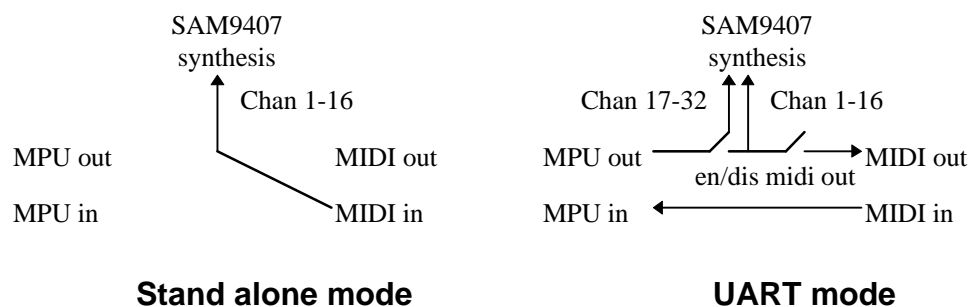 SAM9407
synthesis
Chan 1-16
MPU out
MIDI out
MPU in
MIDI in
Stand alone mode
SAM9407
synthesis
Chan 17-32
Chan 1-16
MPU out
MIDI out
en/dis midi out
MPU in
MIDI in
UART mode